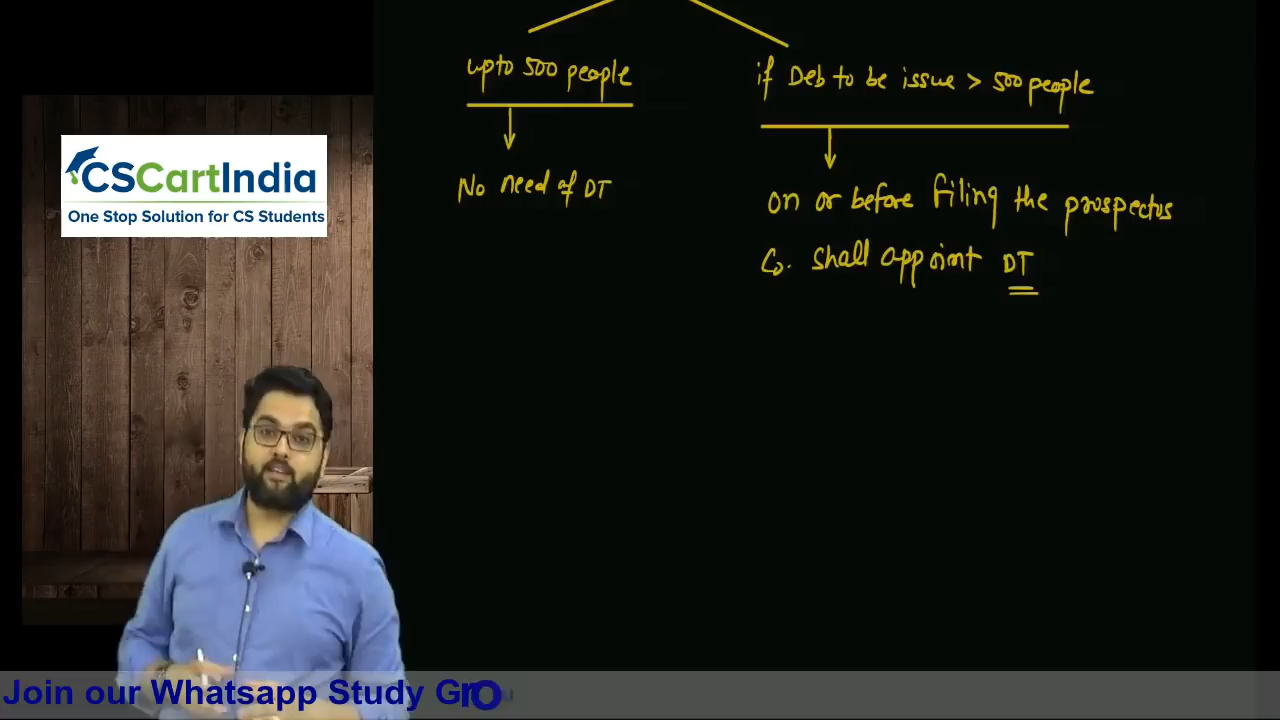 upto 500 people
if Deb to be issue > 500 people
No need of DT
on or before filing the prospectus
Co. shall appoint DT
CSCartIndia
One Stop Solution for CS Students
Join our Whatsapp Study Gro